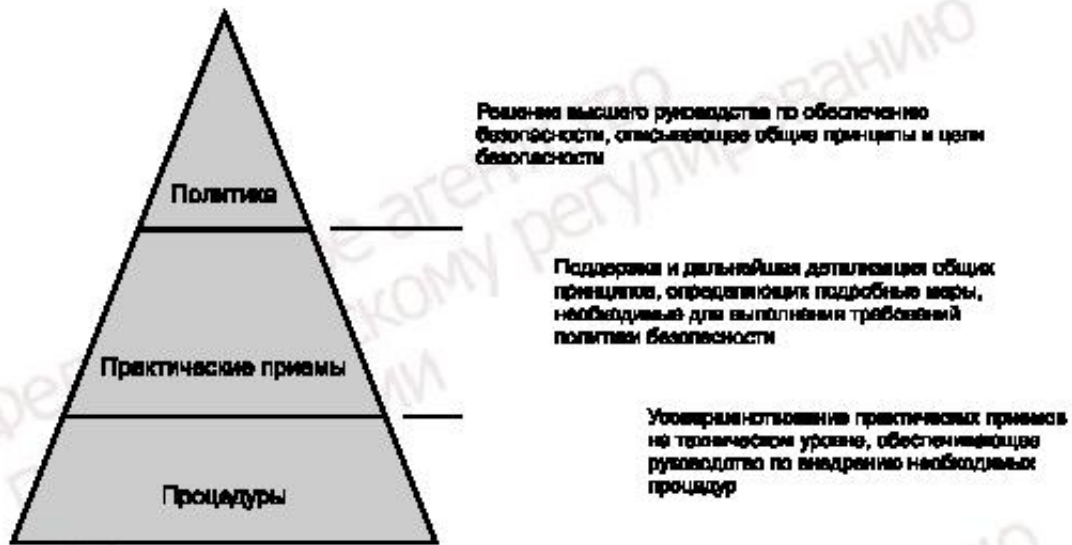 Решение высшего руководства по обеспечению
безопасности, описывающее общие принципы и цели
безопасности
Политика
Поддержка и дальнейшая детализация общих
принципов, определяющих подробные меры,
необходимые для выполнения требований
политики безопасности
Практические приемы
Усовершенствование практических приемов
на техническом уровне, обеспечивающее
руководство по внедрению необходимых
процедур
Процедуры